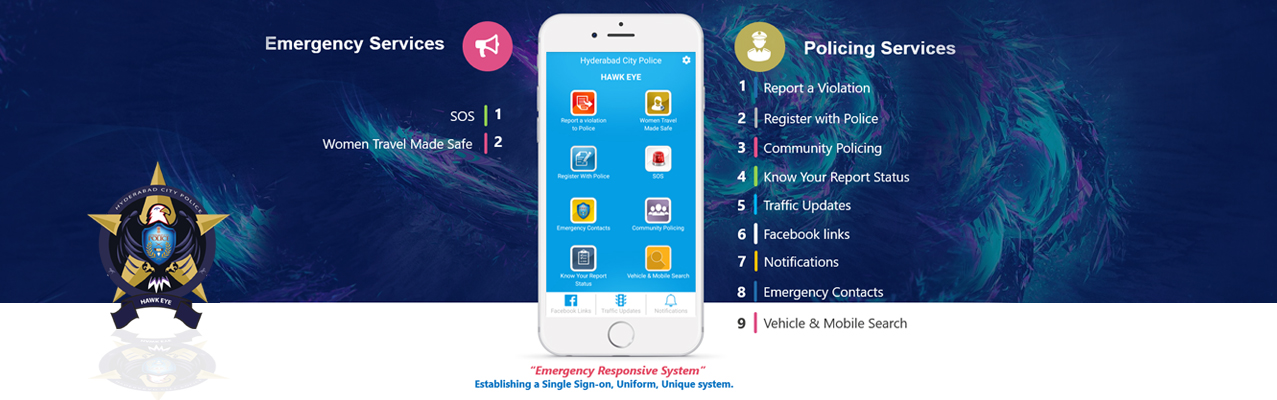 Emergency Services
SOS 1
Women Travel Made Safe 2
HYDERABAD CITY POLICE
POLICE
HAWK EYE
Hyderabad City Police
HAWK EYE
Report a violation
to Police
Women Travel
Made Safe
Register With Police
SOS
Emergency Contacts
Community Policing
Know Your Report
Status
Vehicle & Mobile Search
Facebook Links
Traffic Updates
Notifications
"Emergency Responsive System"
Establishing a Single Sign-on, Uniform, Unique system.
Policing Services
1 Report a Violation
2 Register with Police
3 Community Policing
4 Know Your Report Status
5 Traffic Updates
6 Facebook links
7 Notifications
8 Emergency Contacts
9 Vehicle & Mobile Search